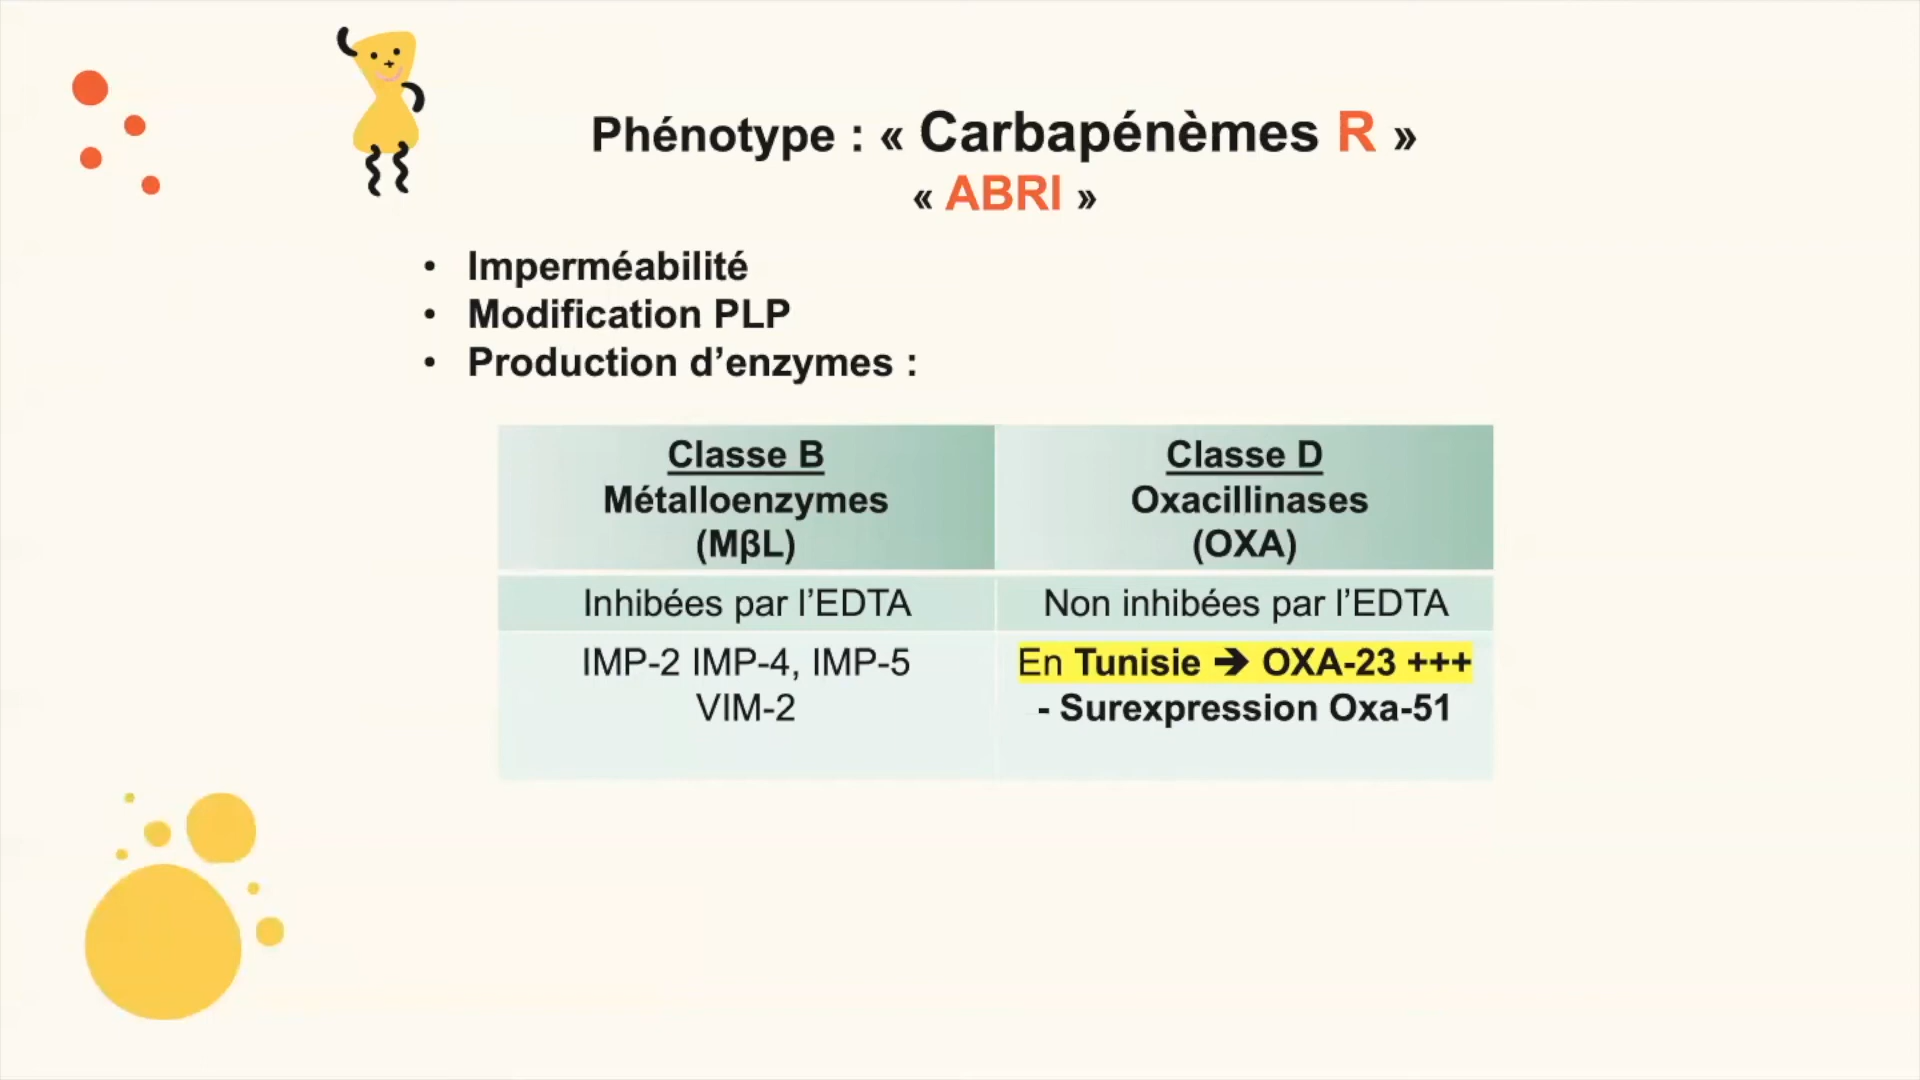 Phénotype : « Carbapénèmes R »
« ABRI »
• Imperméabilité
• Modification PLP
• Production d’enzymes :
Classe B
Métalloenzymes
(MβL)
Classe D
Oxacillinases
(OXA)
Inhibées par l’EDTA
Non inhibées par l’EDTA
IMP-2 IMP-4, IMP-5
VIM-2
En Tunisie ➔ OXA-23 +++
- Surexpression Oxa-51